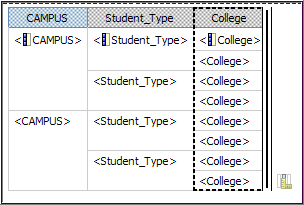 CAMPUS Student_Type College
<CAMPUS> <Student_Type> <College>
<College>
<Student_Type> <College>
<College>
<CAMPUS> <Student_Type> <College>
<College>
<Student_Type> <College>
<College>